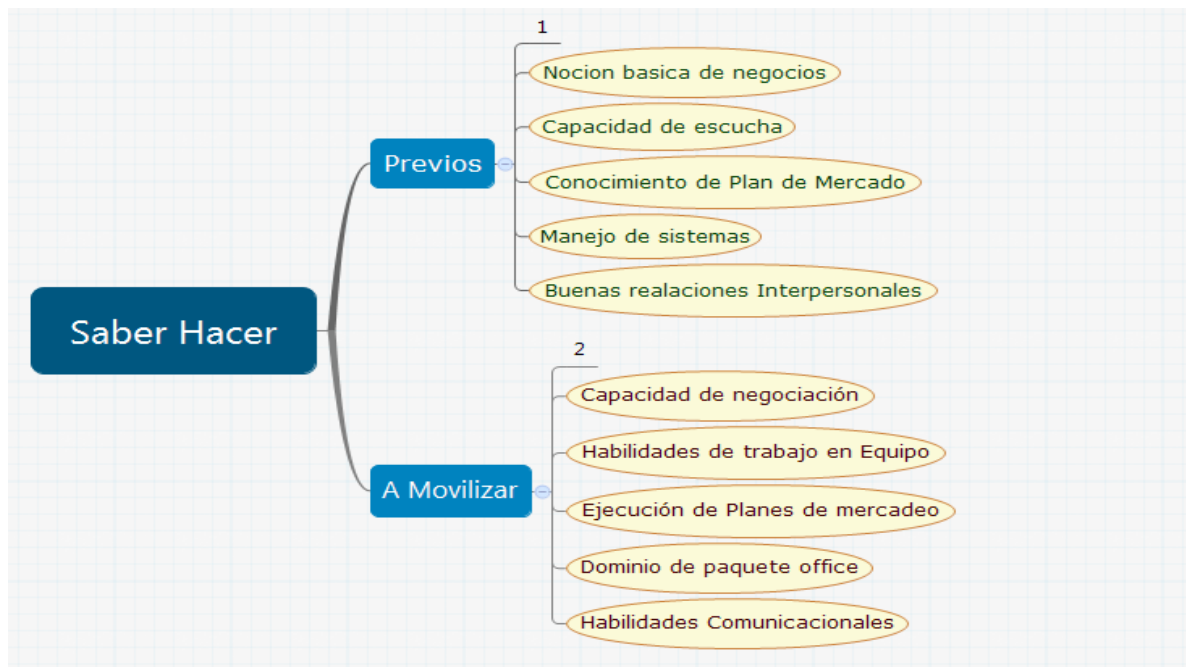 Saber Hacer
Previos
1
Nocion basica de negocios
Capacidad de escucha
Conocimiento de Plan de Mercado
Manejo de sistemas
Buenas realaciones Interpersonales
A Movilizar
2
Capacidad de negociación
Habilidades de trabajo en Equipo
Ejecución de Planes de mercadeo
Dominio de paquete office
Habilidades Comunicacionales